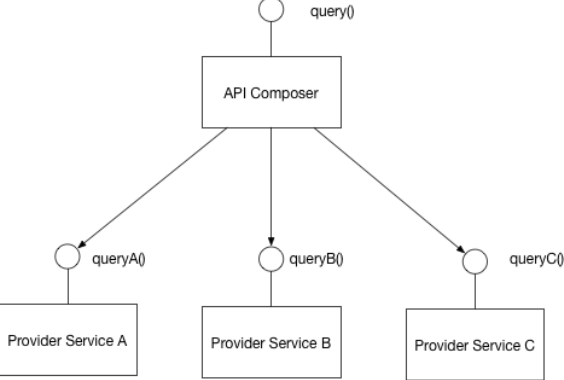 query()
API Composer
queryA()
queryB()
queryC()
Provider Service A
Provider Service B
Provider Service C